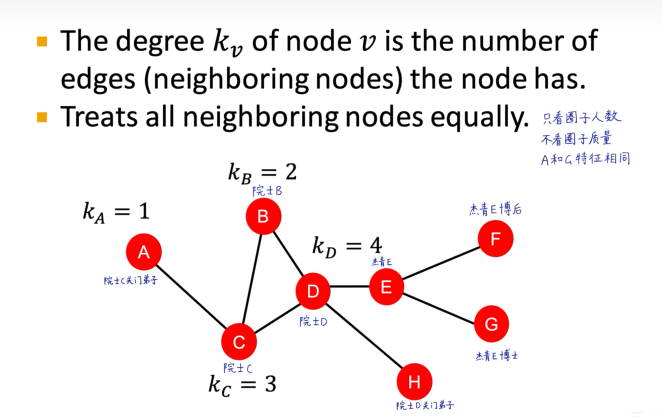 The degree kᵥ of node v is the number of
edges (neighboring nodes) the node has.
Treats all neighboring nodes equally.
只看圈子人数
不看圈子质量
A和G特征相同
k_B = 2
院士B
B
k_A = 1
A
院士C关门弟子
杰青E博后
F
k_D = 4
杰青E
D
E
院士D
G
杰青E博士
C
院士C
k_C = 3
H
院士D关门弟子